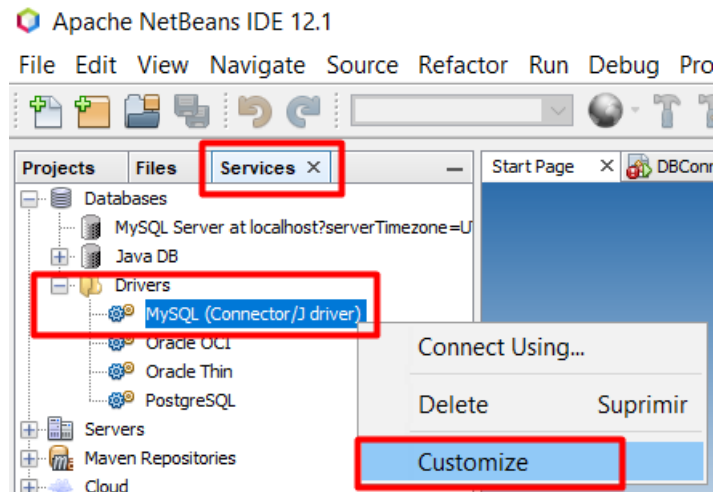 Apache NetBeans IDE 12.1
File Edit View Navigate Source Refactor Run Debug Pro
Projects Files Services Start Page DBConn
Databases
MySQL Server at localhost?serverTimezone=U
Java DB
Drivers
MySQL (Connector/J driver)
Oracle OCI
Oracle Thin
PostgreSQL
Servers
Maven Repositories
Cloud
Connect Using...
Delete Suprimir
Customize